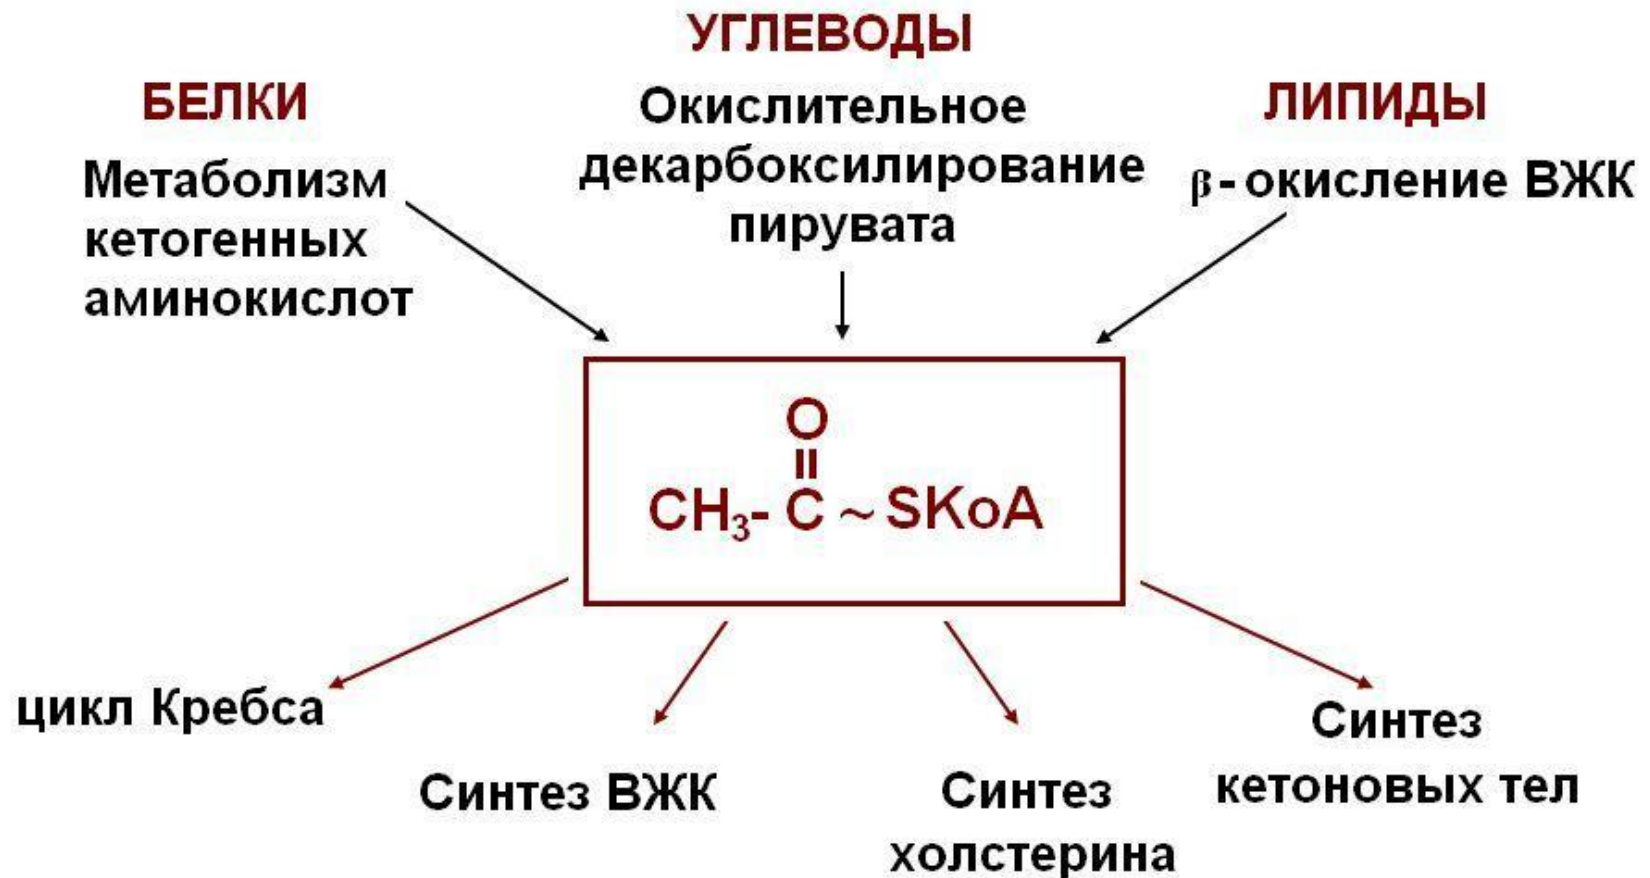 УГЛЕВОДЫ
Окислительное
декарбоксилирование
пирувата
БЕЛКИ
Метаболизм
кетогенных
аминокислот
ЛИПИДЫ
β- окисление ВЖК
O
CH₃- C ~ SKoA
цикл Кребса
Синтез ВЖК
Синтез
холстерина
Синтез
кетоновых тел